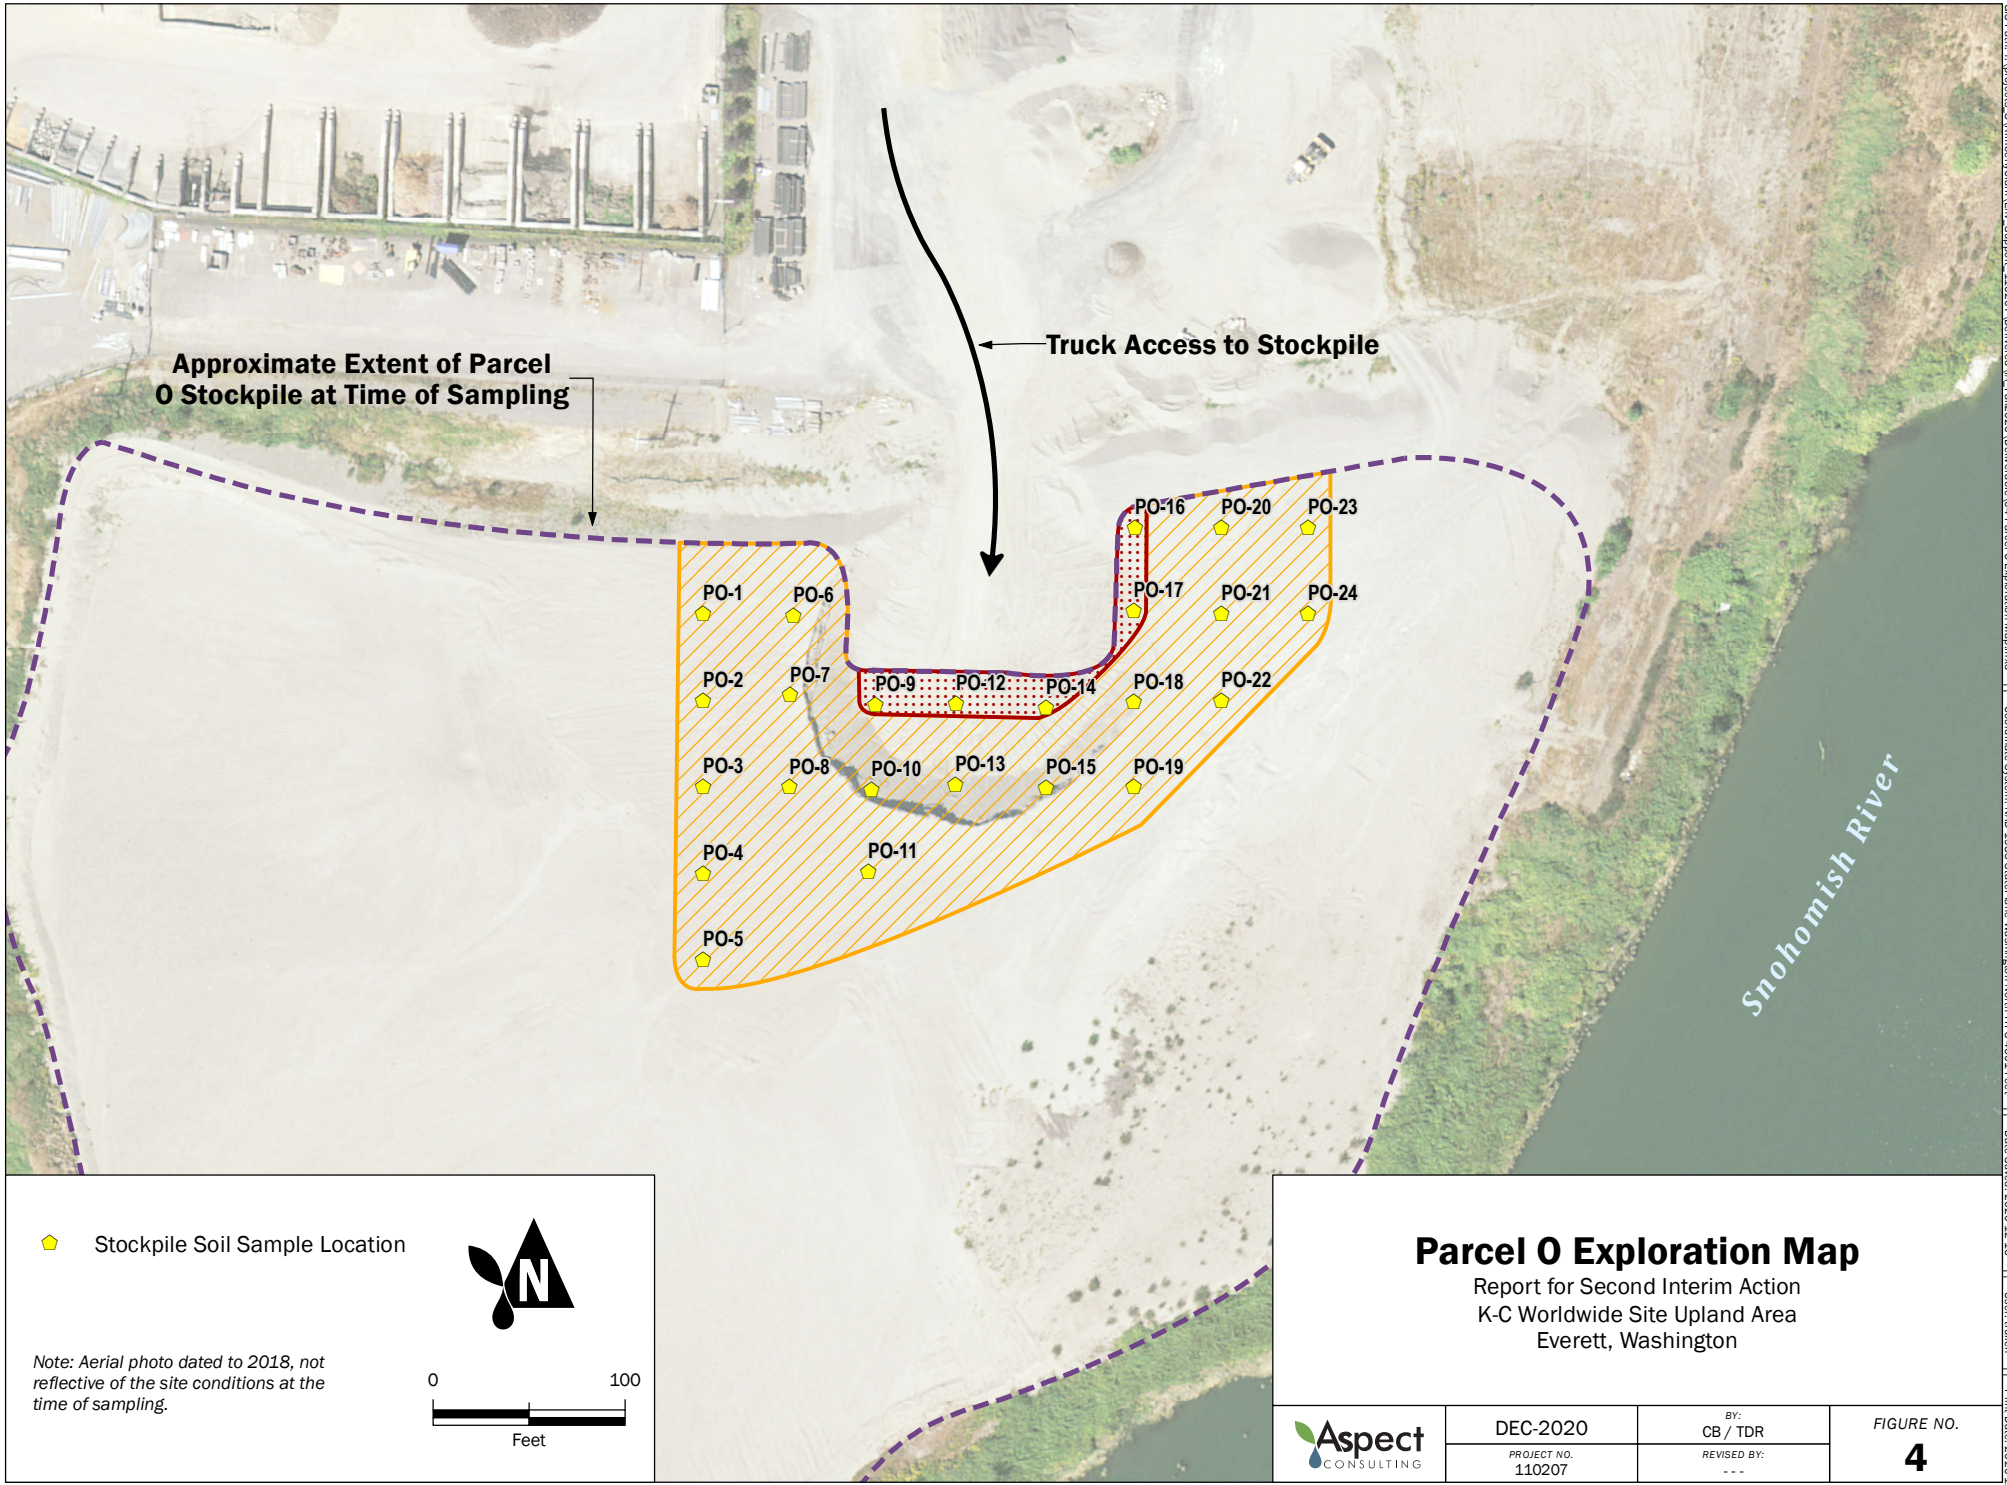 Approximate Extent of Parcel
O Stockpile at Time of Sampling
Truck Access to Stockpile
PO-16
PO-20
PO-23
PO-1
PO-6
PO-17
PO-21
PO-24
PO-2
PO-7
PO-9
PO-12
PO-14
PO-18
PO-22
PO-3
PO-8
PO-10
PO-13
PO-15
PO-19
PO-4
PO-11
PO-5
Snohomish River
Stockpile Soil Sample Location
N
Note: Aerial photo dated to 2018, not
reflective of the site conditions at the
time of sampling.
0 100
Feet
Parcel O Exploration Map
Report for Second Interim Action
K-C Worldwide Site Upland Area
Everett, Washington
Aspect
CONSULTING
DEC-2020
PROJECT NO.
110207
BY:
CB / TDR
REVISED BY:
- - -
FIGURE NO.
4